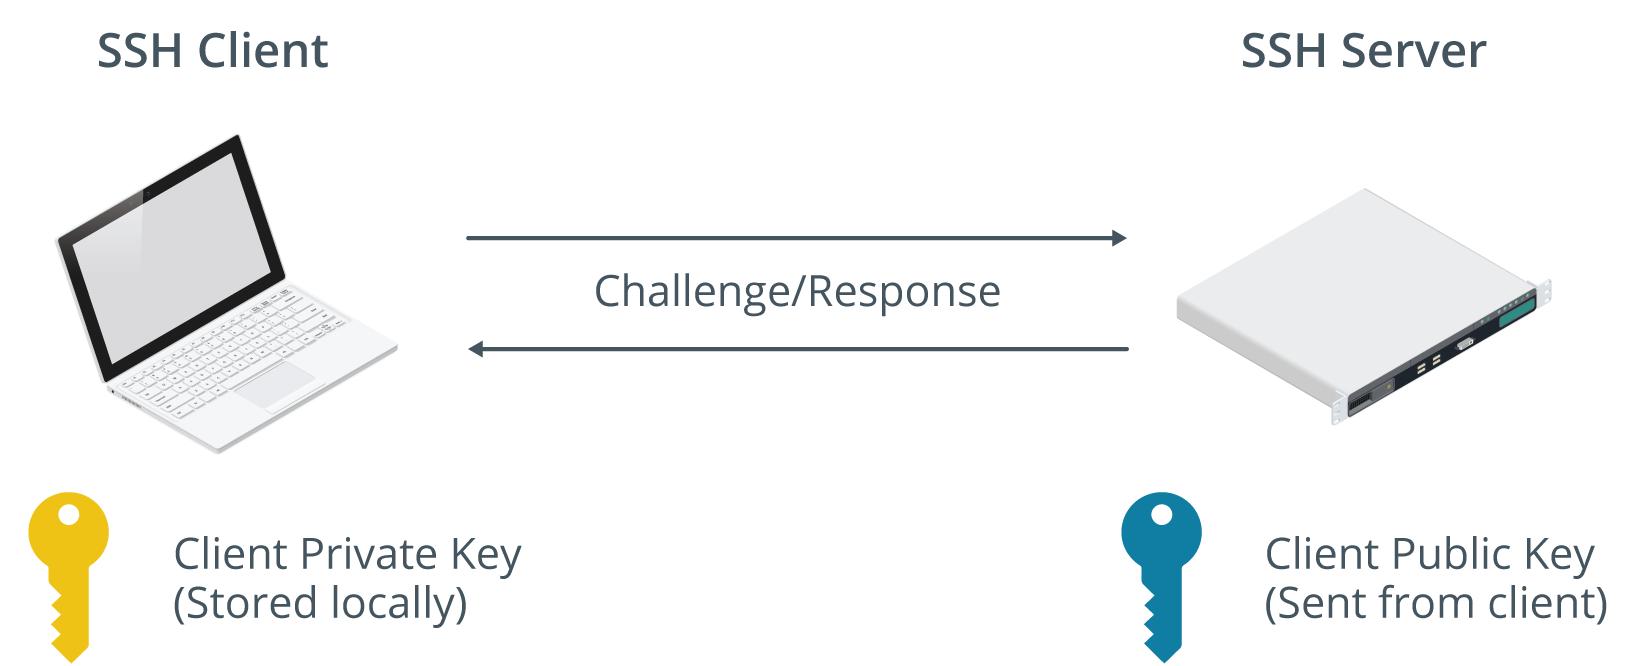 SSH Client
SSH Server
Challenge/Response
Client Private Key
(Stored locally)
Client Public Key
(Sent from client)